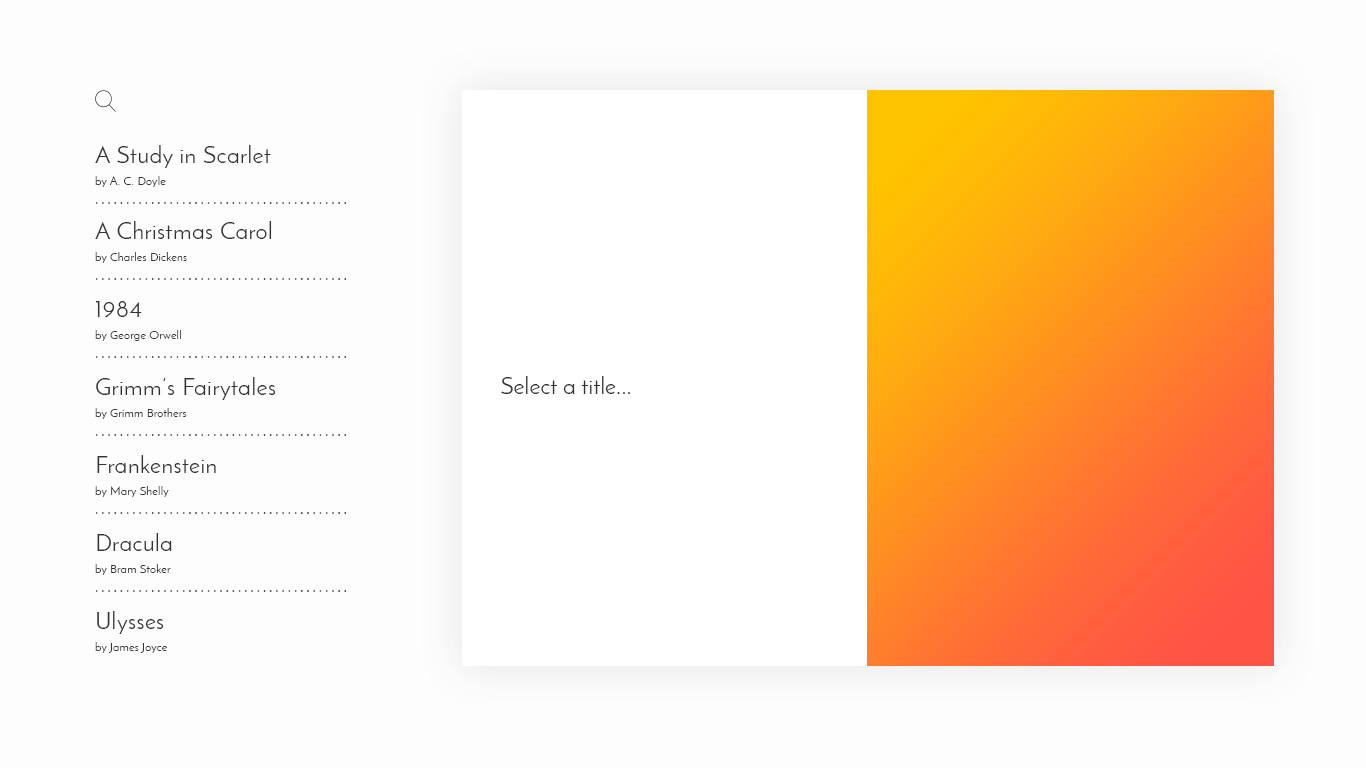 A Study in Scarlet
by A. C. Doyle
A Christmas Carol
by Charles Dickens
1984
by George Orwell
Grimm's Fairytales
by Grimm Brothers
Frankenstein
by Mary Shelly
Dracula
by Bram Stoker
Ulysses
by James Joyce
Select a title...